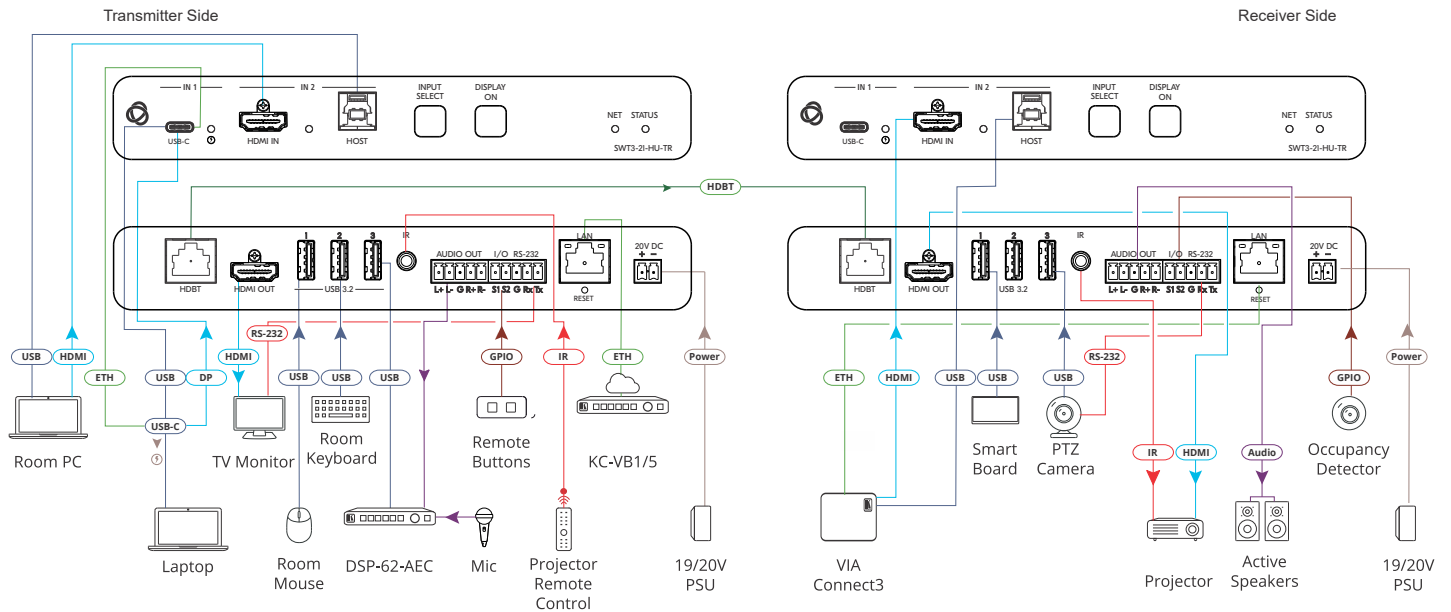 Transmitter Side
Receiver Side
IN 1
IN 2
INPUT
SELECT
DISPLAY
ON
NET STATUS
USB-C
HDMI IN
HOST
SWT3-2I-HU-TR
IN 1
IN 2
INPUT
SELECT
DISPLAY
ON
NET STATUS
USB-C
HDMI IN
HOST
SWT3-2I-HU-TR
HDBT
1 2 3
IR
LAN
AUDIO OUT I/O RS-232
20V DC
+ −
HDBT
HDMI OUT
USB 3.2
L+ L- G R+ R- S1 S2 G Rx Tx
RESET
1 2 3
IR
LAN
AUDIO OUT I/O RS-232
20V DC
+ −
HDBT
HDMI OUT
USB 3.2
L+ L- G R+ R- S1 S2 G Rx Tx
RESET
RS-232
USB
HDMI
HDMI
GPIO
IR
ETH
Power
ETH
USB
DP
USB
USB
USB
USB-C
ETH
HDMI
USB
USB
USB
RS-232
GPIO
Power
IR
HDMI
Audio
Room PC
TV Monitor
Room
Keyboard
Remote
Buttons
KC-VB1/5
Smart
Board
PTZ
Camera
Occupancy
Detector
Laptop
Room
Mouse
DSP-62-AEC
Mic
Projector
Remote
Control
19/20V
PSU
VIA
Connect3
Projector
Active
Speakers
19/20V
PSU